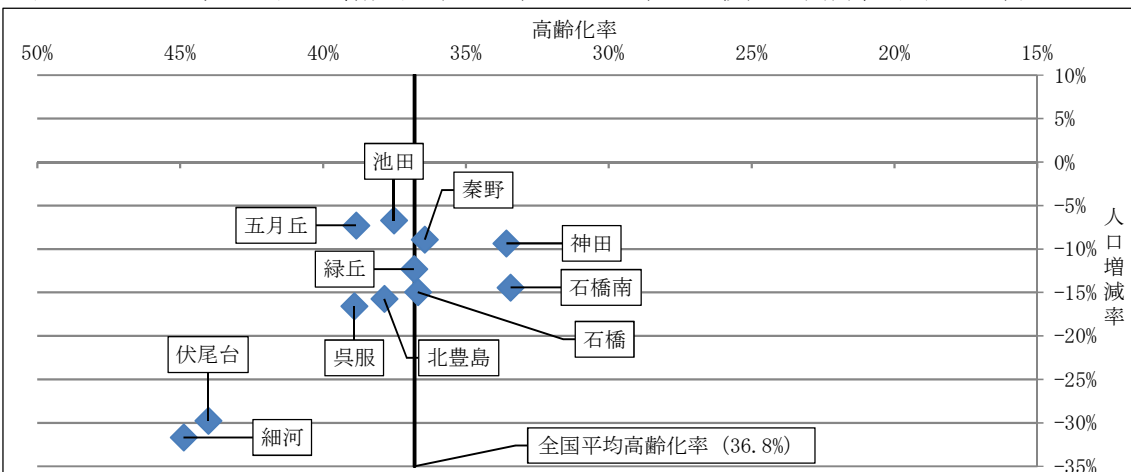 高齢化率
50%
45%
40%
35%
30%
25%
20%
15%
10%
5%
0%
-5%
-10%
-15%
-20%
-25%
-30%
-35%
人口増減率
池田
秦野
五月丘
神田
緑丘
石橋南
石橋
呉服
北豊島
伏尾台
細河
全国平均高齢化率 (36.8%)